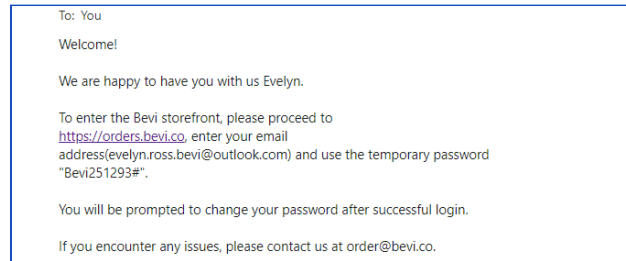 To: You
Welcome!
We are happy to have you with us Evelyn.
To enter the Bevi storefront, please proceed to
https://orders.bevi.co, enter your email
address(evelyn.ross.bevi@outlook.com) and use the temporary password
"Bevi251293#".
You will be prompted to change your password after successful login.
If you encounter any issues, please contact us at order@bevi.co.